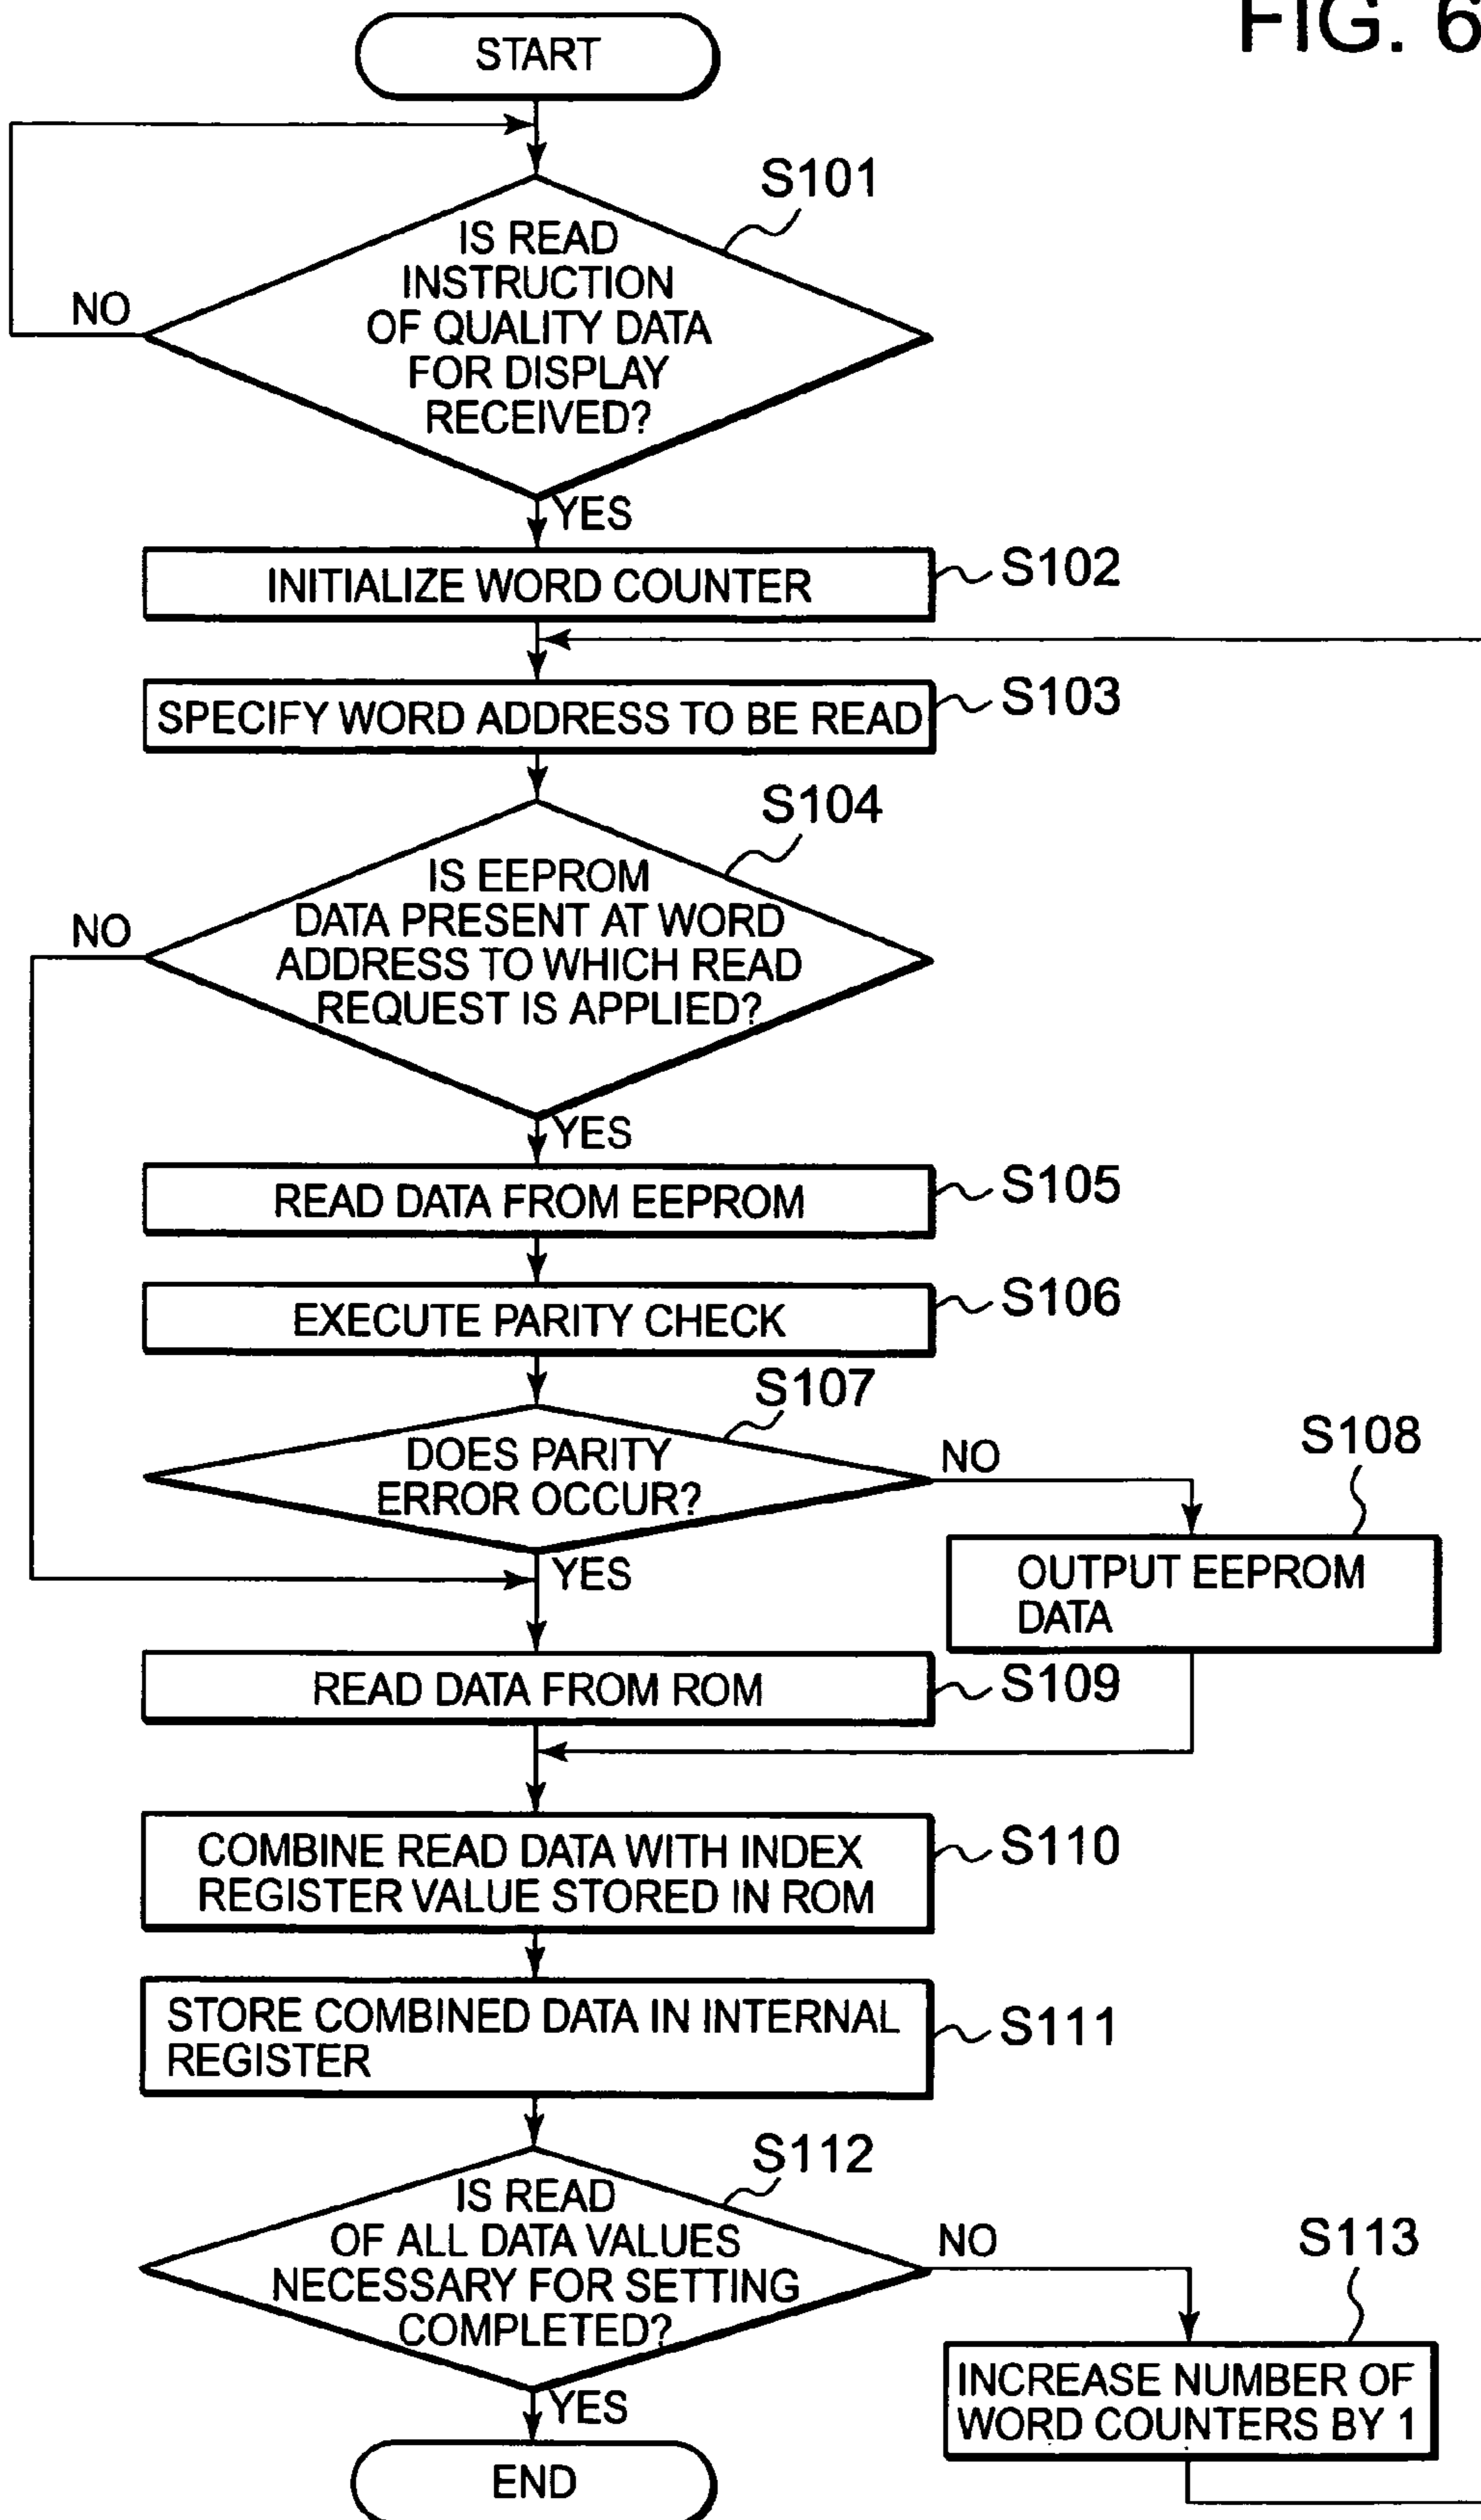 FIG. 6
START
S101
IS READ
INSTRUCTION
OF QUALITY DATA
FOR DISPLAY
RECEIVED?
NO
YES
INITIALIZE WORD COUNTER
S102
SPECIFY WORD ADDRESS TO BE READ
S103
S104
IS EEPROM
DATA PRESENT AT WORD
ADDRESS TO WHICH READ
REQUEST IS APPLIED?
NO
YES
READ DATA FROM EEPROM
S105
EXECUTE PARITY CHECK
S106
S107
DOES PARITY
ERROR OCCUR?
NO
S108
YES
OUTPUT EEPROM
DATA
READ DATA FROM ROM
S109
COMBINE READ DATA WITH INDEX
REGISTER VALUE STORED IN ROM
S110
STORE COMBINED DATA IN INTERNAL
REGISTER
S111
S112
IS READ
OF ALL DATA VALUES
NECESSARY FOR SETTING
COMPLETED?
NO
S113
INCREASE NUMBER OF
WORD COUNTERS BY 1
YES
END